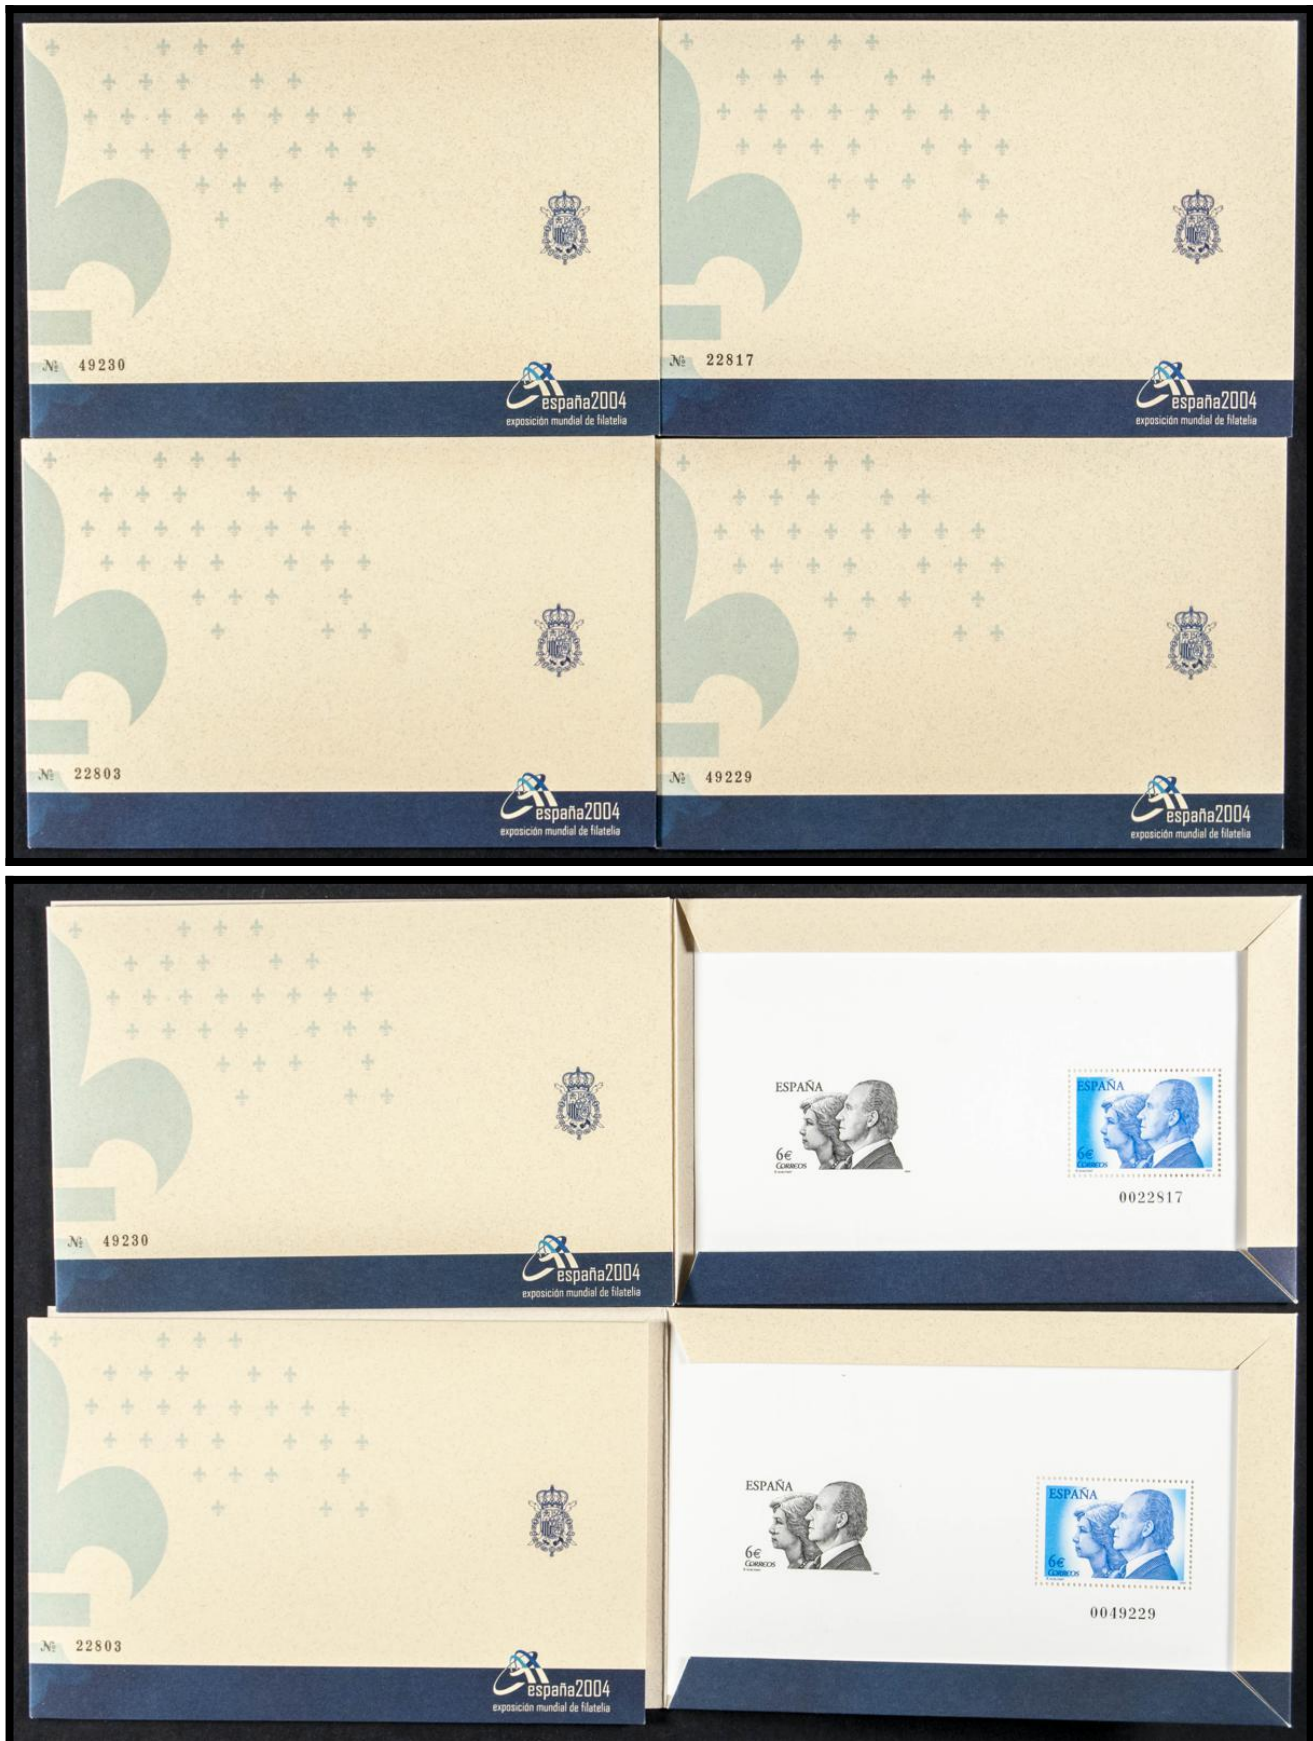 № 49230
españa2004
exposición mundial de filatelia
№ 22817
españa2004
exposición mundial de filatelia
№ 22803
españa2004
exposición mundial de filatelia
№ 49229
españa2004
exposición mundial de filatelia
№ 49230
españa2004
exposición mundial de filatelia
ESPAÑA
6€
CORREOS
ESPAÑA
6€
CORREOS
0022817
№ 22803
españa2004
exposición mundial de filatelia
ESPAÑA
6€
CORREOS
ESPAÑA
6€
CORREOS
0049229